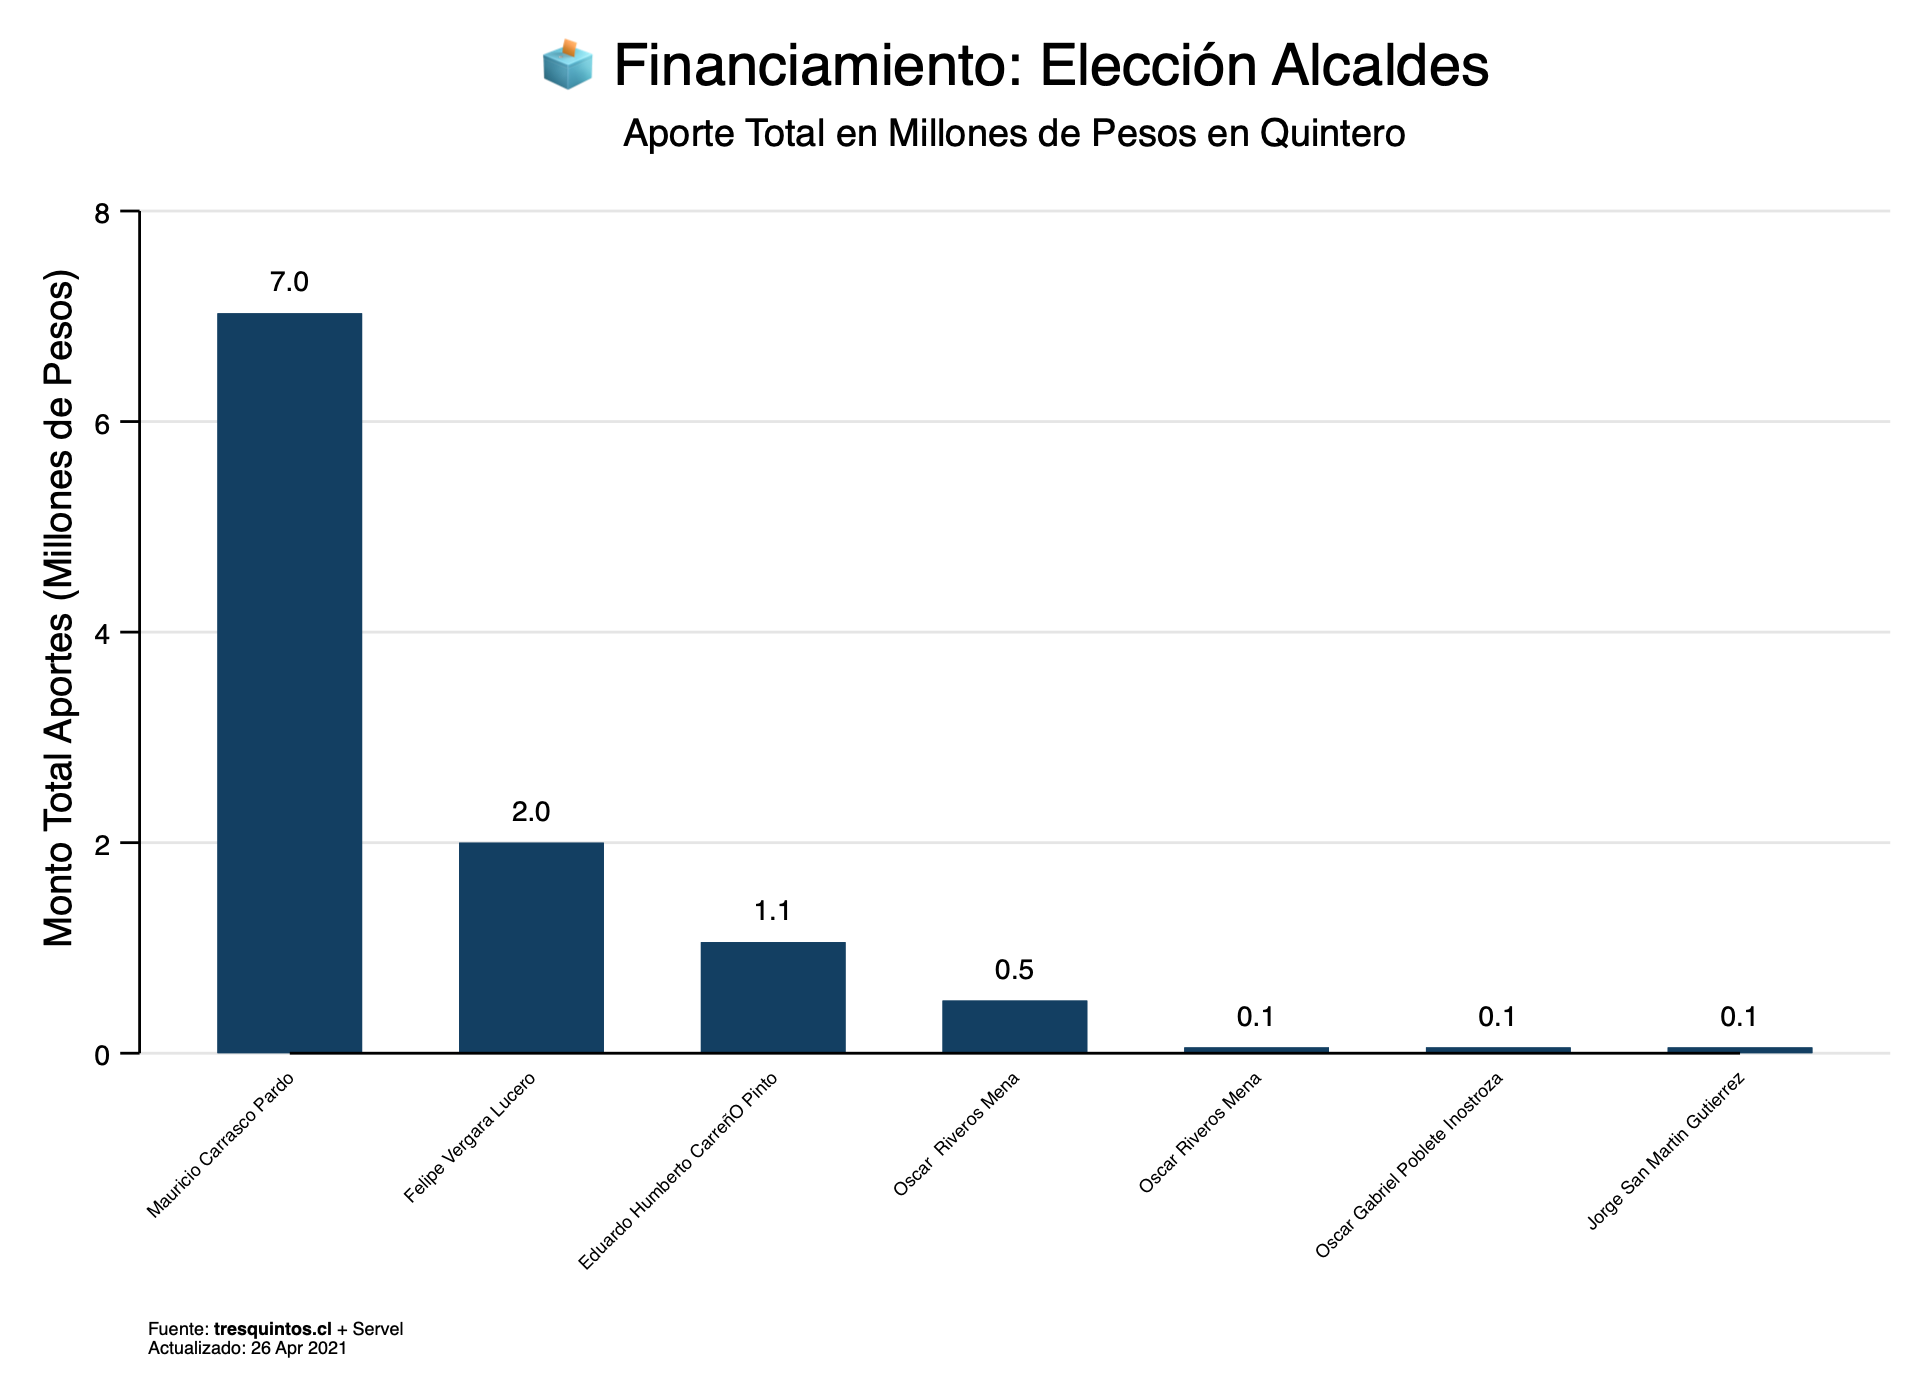 Financiamiento: Elección Alcaldes
Aporte Total en Millones de Pesos en Quintero
Monto Total Aportes (Millones de Pesos)
8
6
4
2
0
7.0
2.0
1.1
0.5
0.1
0.1
0.1
Mauricio Carrasco Pardo
Felipe Vergara Lucero
Eduardo Humberto CarreñO Pinto
Oscar  Riveros Mena
Oscar Riveros Mena
Oscar Gabriel Poblete Inostroza
Jorge San Martin Gutierrez
Fuente: tresquintos.cl + Servel
Actualizado: 26 Apr 2021